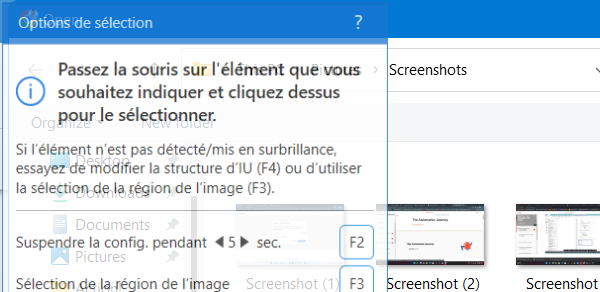 Open
Options de sélection ?
Passez la souris sur l'élément que vous
souhaitez indiquer et cliquez dessus
pour le sélectionner.
Pictures > Screenshots
Organize
New folder
Si l'élément n'est pas détecté/mis en surbrillance,
essayez de modifier la structure d'IU (F4) ou d'utiliser
la sélection de la région de l'image (F3).
Desktop
Downloads
Documents
Pictures
Suspendre la config. pendant 5 sec. F2
Sélection de la région de l'image F3
The Automation Journey
Screenshot (1)
Screenshot (2)
Screenshot